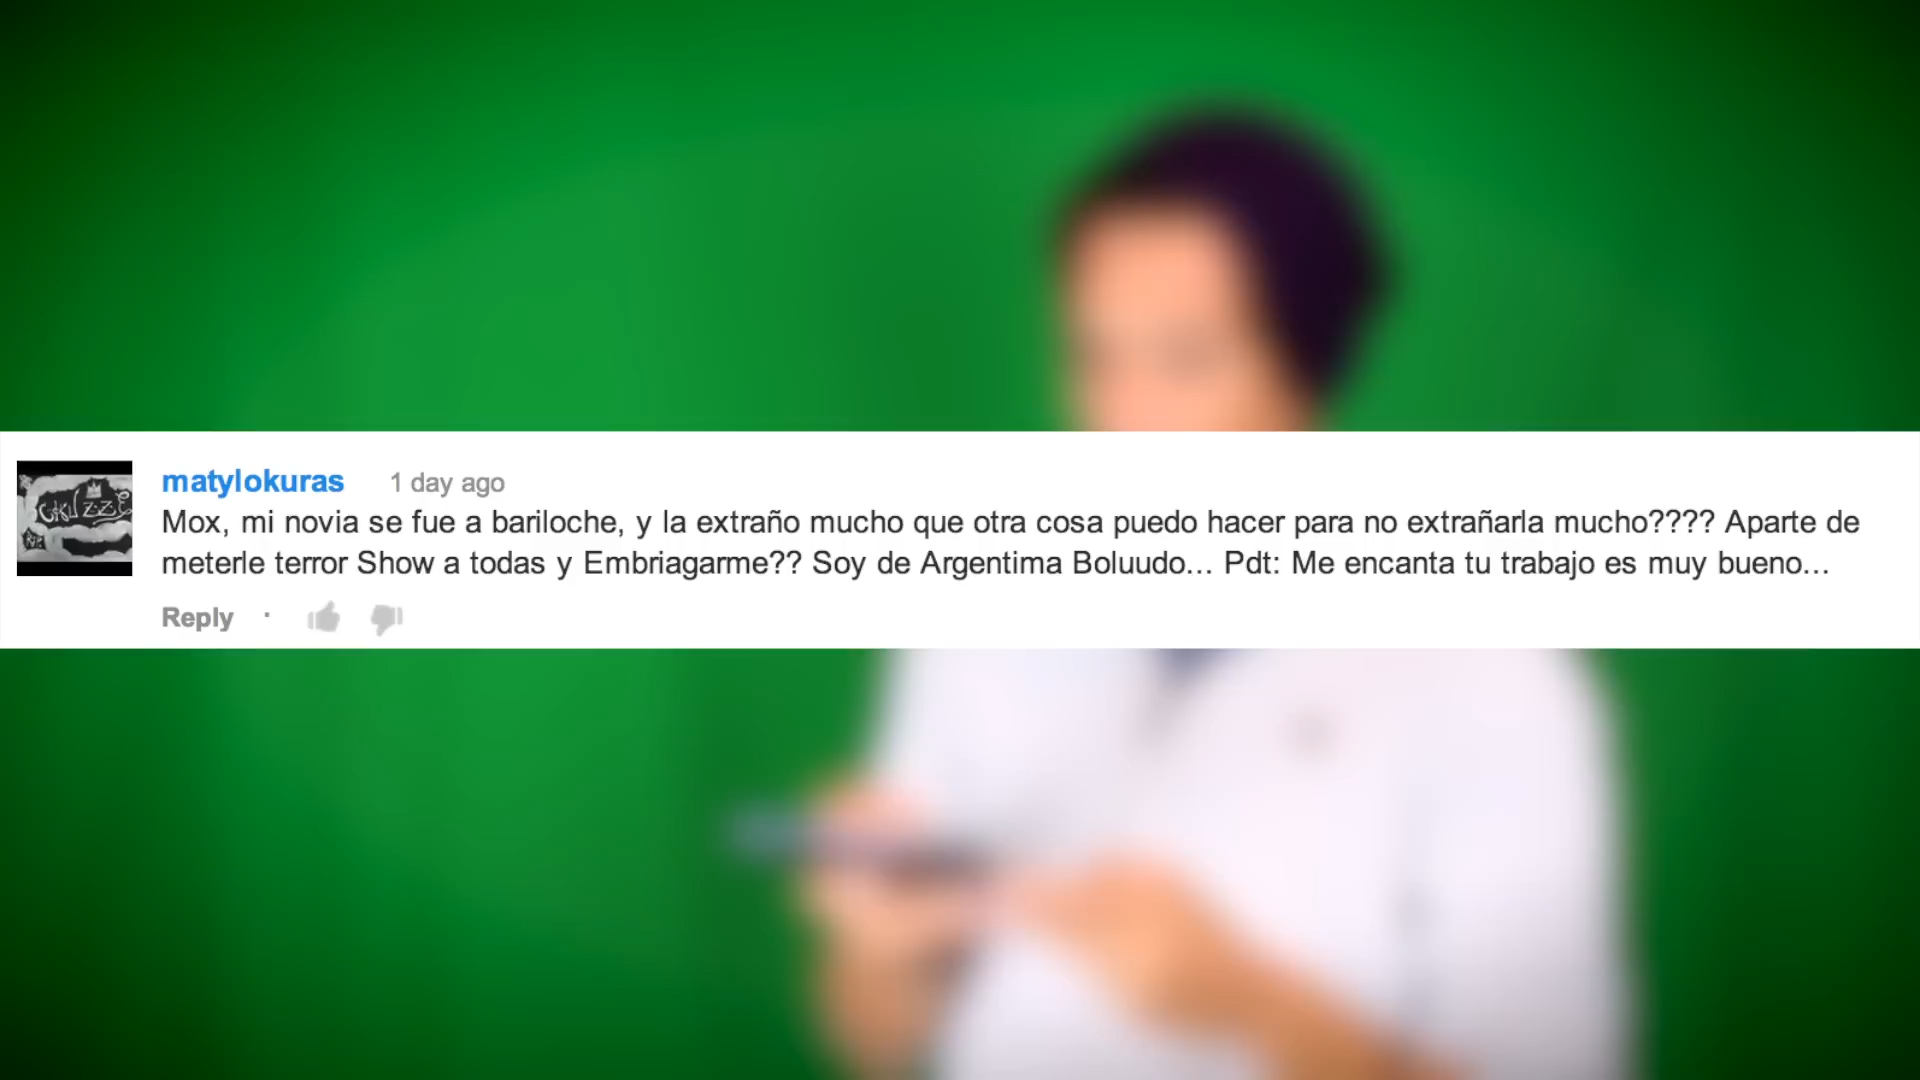 matylokuras 1 day ago
Mox, mi novia se fue a bariloche, y la extraño mucho que otra cosa puedo hacer para no extrañarla mucho???? Aparte de
meterle terror Show a todas y Embriagarme?? Soy de Argentima Boluudo... Pdt: Me encanta tu trabajo es muy bueno...
Reply ·